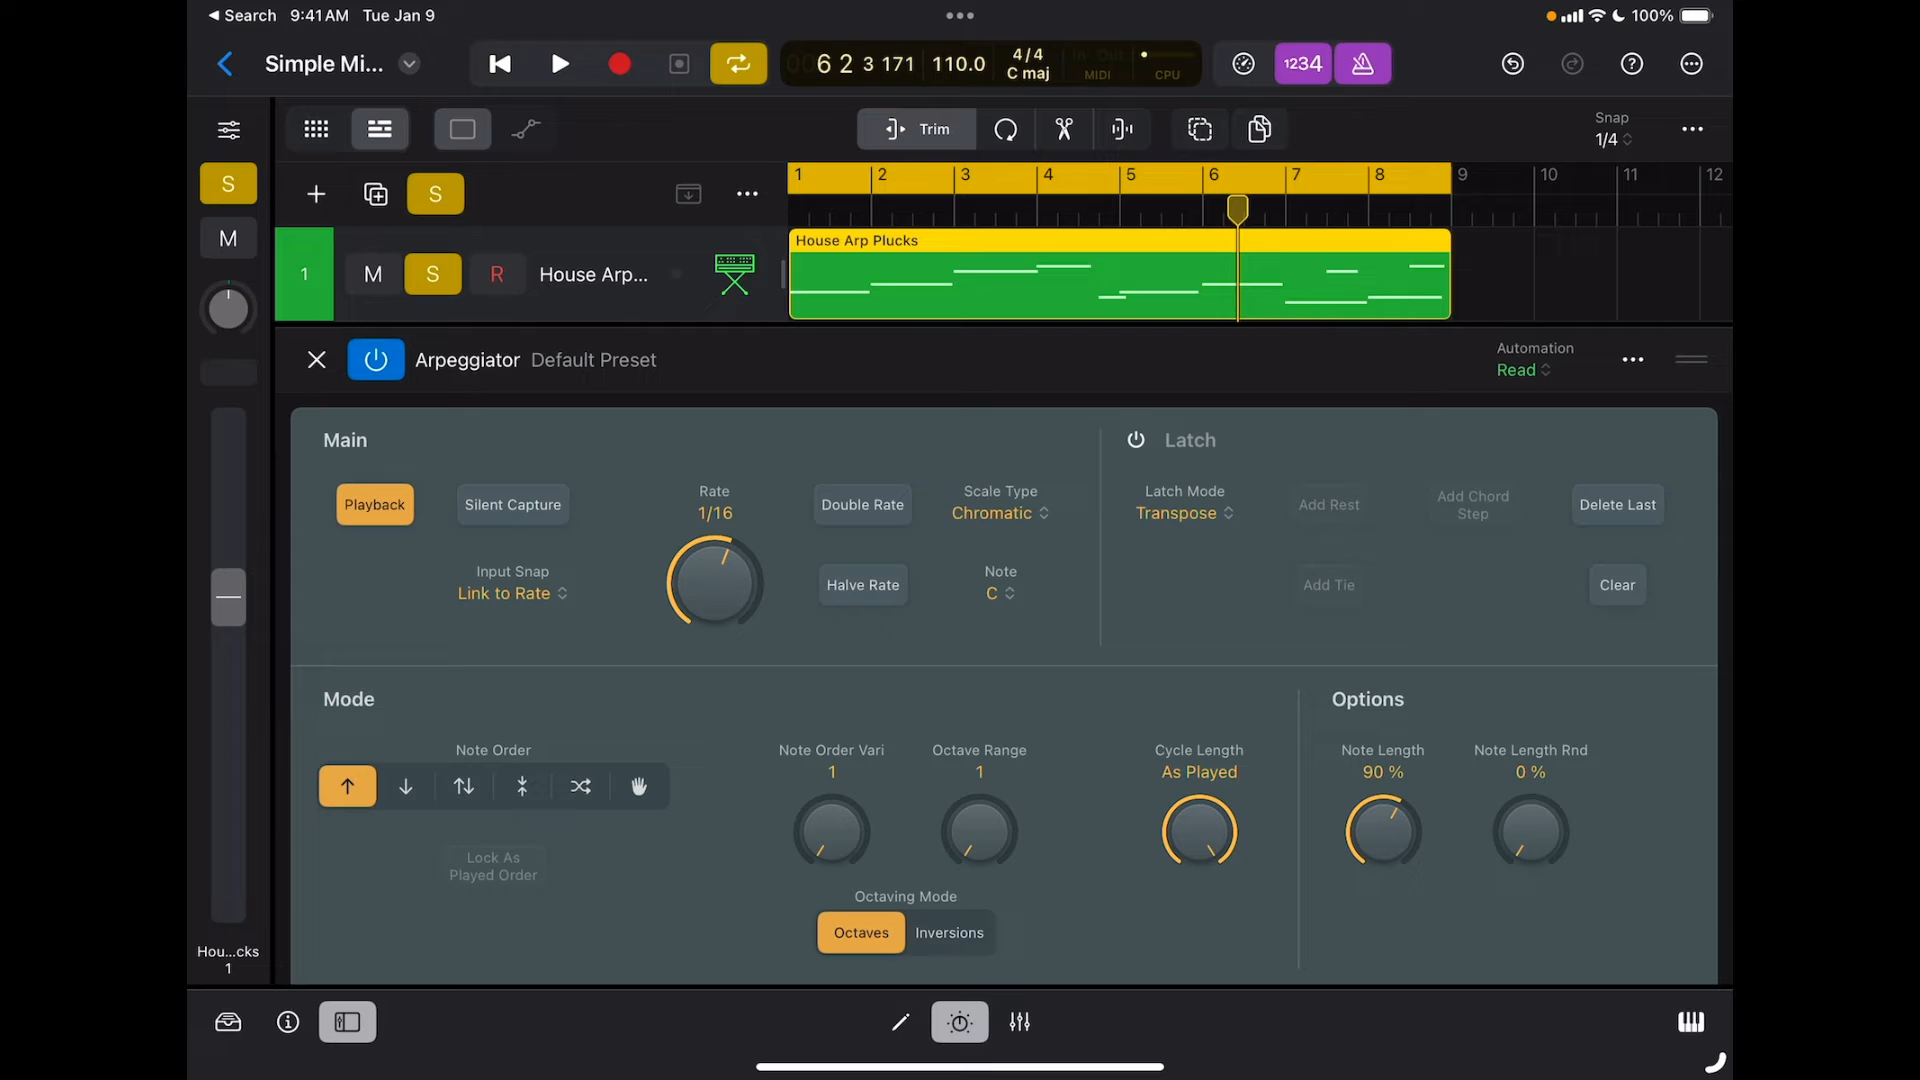 Search 9:41 AM Tue Jan 9
100%
Simple Mi...
00 6 2 3 171 110.0
4/4
C maj
In Out
MIDI
CPU
1234
Trim
Snap
1/4
S
S
M
1 2 3 4 5 6 7 8 9 10 11 12
House Arp Plucks
1 M S R House Arp...
Arpeggiator Default Preset
Automation
Read
Main
Latch
Playback
Silent Capture
Rate
1/16
Double Rate
Scale Type
Chromatic
Latch Mode
Transpose
Add Rest
Add Chord
Step
Delete Last
Input Snap
Link to Rate
Halve Rate
Note
C
Add Tie
Clear
Mode
Options
Note Order
Note Order Vari
1
Octave Range
1
Cycle Length
As Played
Note Length
90 %
Note Length Rnd
0 %
Lock As
Played Order
Octaving Mode
Octaves Inversions
Hou...cks
1